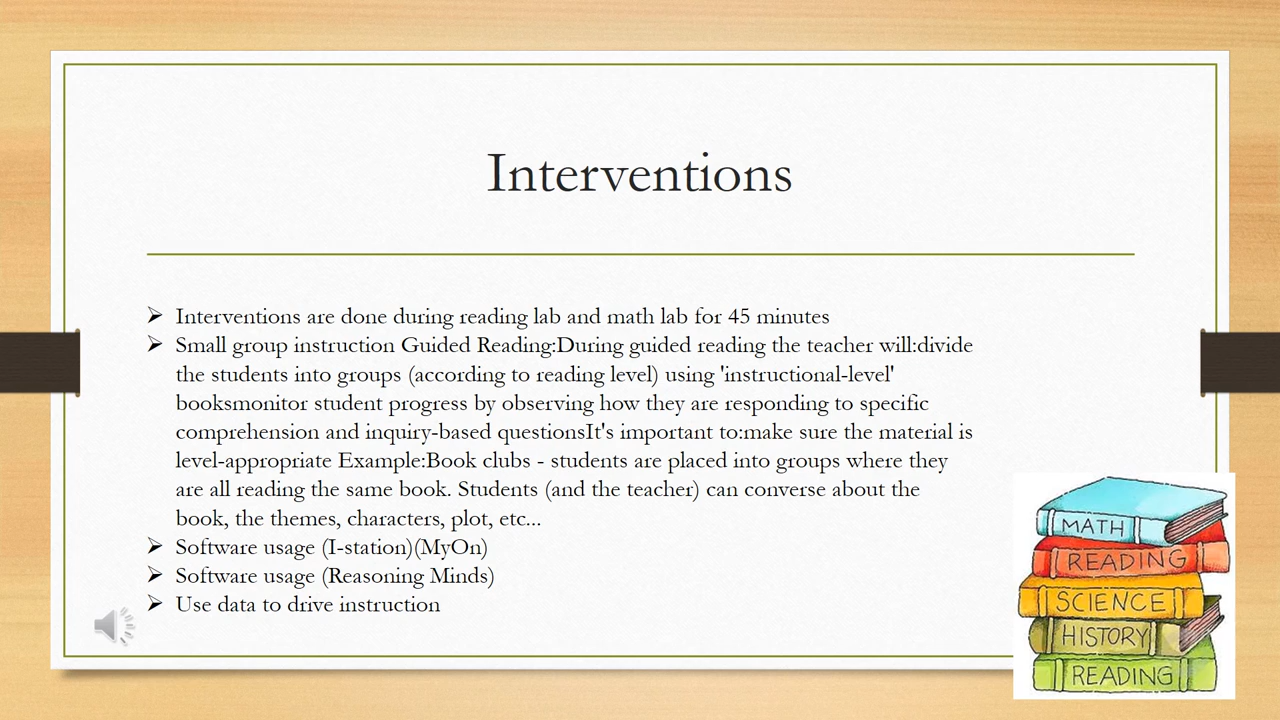 Interventions
➢ Interventions are done during reading lab and math lab for 45 minutes
➢ Small group instruction Guided Reading:During guided reading the teacher will:divide
the students into groups (according to reading level) using 'instructional-level'
booksmonitor student progress by observing how they are responding to specific
comprehension and inquiry-based questionsIt's important to:make sure the material is
level-appropriate Example:Book clubs - students are placed into groups where they
are all reading the same book. Students (and the teacher) can converse about the
book, the themes, characters, plot, etc...
➢ Software usage (I-station)(MyOn)
➢ Software usage (Reasoning Minds)
➢ Use data to drive instruction
MATH
READING
SCIENCE
HISTORY
READING